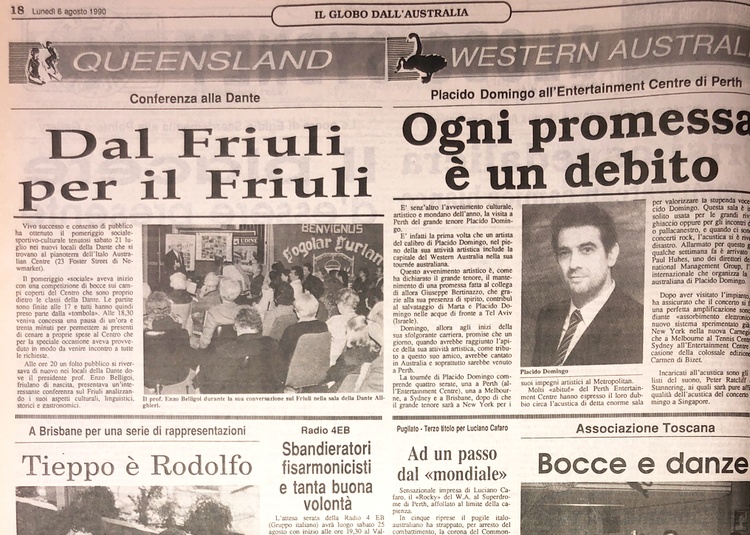 18 Lunedì 6 agosto 1990
IL GLOBO DALL'AUSTRALIA
QUEENSLAND
Conferenza alla Dante
Dal Friuli
per il Friuli
Vivo successo e consenso di pubblico
ha ottenuto il pomeriggio sociale-
sportivo-culturale tenutosi sabato 21 lu-
glio nei nuovi locali della Dante che si
trovano al pianoterra dell'Italo Austral-
ian Centre (23 Foster Street di Ne-
wmarket).
Il pomeriggio «sociale» aveva inizio
con una competizione di bocce sui cam-
pi coperti del Centro che sono proprio
dietro le classi della Dante. Le partite
sono finite alle 17 e tutti hanno quindi
preso parte dalla «tombola». Alle 18,30
veniva concessa un pausa di un'ora e
trenta minuti per permettere ai presenti
di cenare a proprie spese al Centro che
per la speciale occasione aveva provve-
duto in modo da venire incontro a tutte
le richieste.
Alle ore 20 un folto pubblico si river-
sava di nuovo nei locali della Dante do-
ve il presidente prof. Enzo Belligoi,
friulano di nascita, presentava un'inte-
ressante conferenza sul Friuli analizzan-
do i suoi aspetti culturali, linguistici,
storici e gastronomici.
BENVIGNUS
Fogolar Furlan
UDINE
Il prof. Enzo Belligoi durante la sua conversazione sul Friuli nella sala della Dante Ali-
ghieri.
WESTERN AUSTRAL
Placido Domingo all'Entertainment Centre di Perth
Ogni promessa
è un debito
E' senz'altro l'avvenimento culturale,
artistico e mondano dell'anno, la visita a
Perth del grande tenore Placido Domin-
go.
E' infatti la prima volta che un artista
del calibro di Placido Domingo, nel pie-
no della sua attività artistica include la
capitale del Western Australia nella sua
tournée australiana.
Questo avvenimento artistico è, come
ha dichiarato il grande tenore, il mante-
nimento di una promessa fatta al collega
di allora Giuseppe Bertinazzo, che gra-
zie alla sua presenza di spirito, contribuì
al salvataggio di Marta e Placido Do-
mingo nelle acque di fronte a Tel Aviv
(Israele).
Domingo, allora agli inizi della
sua sfolgorante carriera, promise che un
giorno, quando avrebbe raggiunto l'api-
ce della sua attività artistica, come tribu-
to a questo suo amico, avrebbe cantato
in Australia e soprattutto sarebbe venuto
a Perth.
La tournée di Placido Domingo com-
prende quattro serate, una a Perth (al-
l'Entertainment Centre), una a Melbour-
ne, a Sydney e a Brisbane, dopo di che
il grande tenore sarà a New York per i
Placido Domingo
suoi impegni artistici al Metropolitan.
Molti «abitué» del Perth Entertain-
ment Centre hanno espresso il loro dub-
bio circa l'acustica di detta enorme sala
per valorizzare la stupenda voce
cido Domingo. Questa sala è in
solito usata per le grandi
ghiaccio oppure per gli incontri
o pallacanestro, e quando ci sono
concerti rock, l'acustica si è
disastro. Allarmato per questo
qualche settimana fa è arrivato
Paul Hubes, uno dei direttori
national Management Group,
internazionale che organizza la
australiana di Placido Domingo.
Dopo aver visitato l'impianto
ha assicurato che il concerto
una perfetta amplificazione sonora
diante «assorbimento elettronico
nuovo sistema sperimentato a
New York nella nuova Carnegie
che a Melbourne al Tennis Centre
Sydney all'Entertainment Centre
cazione della colossale edizione
Carmen di Bizet.
Incaricati all'acustica sono gli
listi del suono, Peter Ratcliff
Stannering, ai quali sarà pure
qualità dell'acustica del concerto
mingo a Singapore.
A Brisbane per una serie di rappresentazioni
Tieppo è Rodolfo
Radio 4EB
Sbandieratori
fisarmonicisti
e tanta buona
volontà
L'attesa serata della Radio 4 EB
(Gruppo italiano) avrà luogo sabato 25
agosto con inizio alle ore 19,30 al Val-
Pugliato - Terzo titolo per Luciano Cafaro
Ad un passo
dal «mondiale»
Sensazionale impresa di Luciano Ca-
faro, il «Rocky» del W.A. al Superdro-
me di Perth, affollato al limite della ca-
pienza.
In cinque riprese il pugile italo-
australiano ha strappato, per arresto del
combattimento, la corona del Common-
Associazione Toscana
Bocce e danze